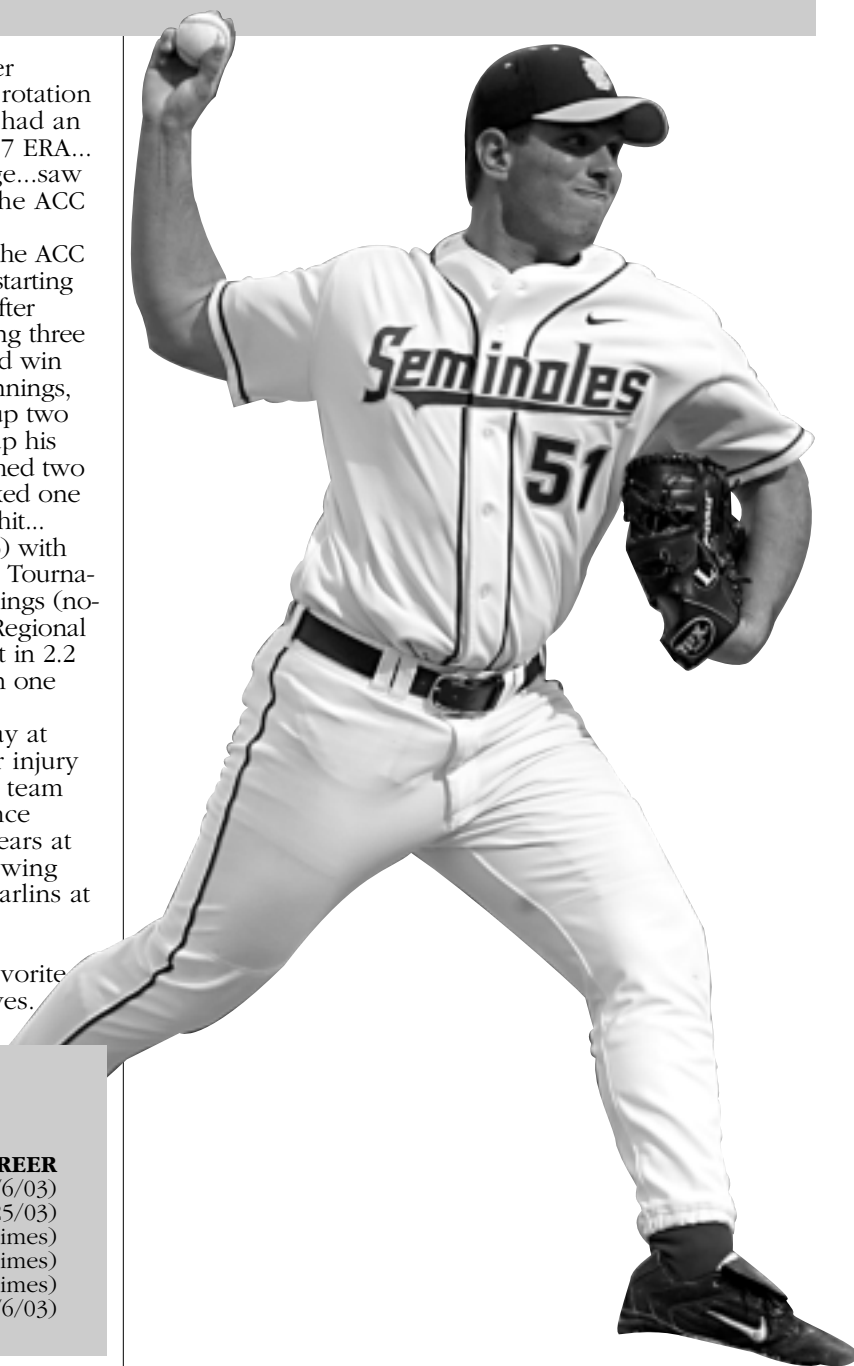 er
rotation
had an
7 ERA...
ge...saw
he ACC
he ACC
starting
fter
ng three
d win
nnings,
up two
up his
ned two
ked one
hit...
) with
Tourna-
ings (no-
Regional
t in 2.2
n one
ay at
r injury
team
nce
ears at
wing
arlins at
vorite
ves.
REER
/6/03)
25/03)
imes)
imes)
imes)
/6/03)
Seminoles
51